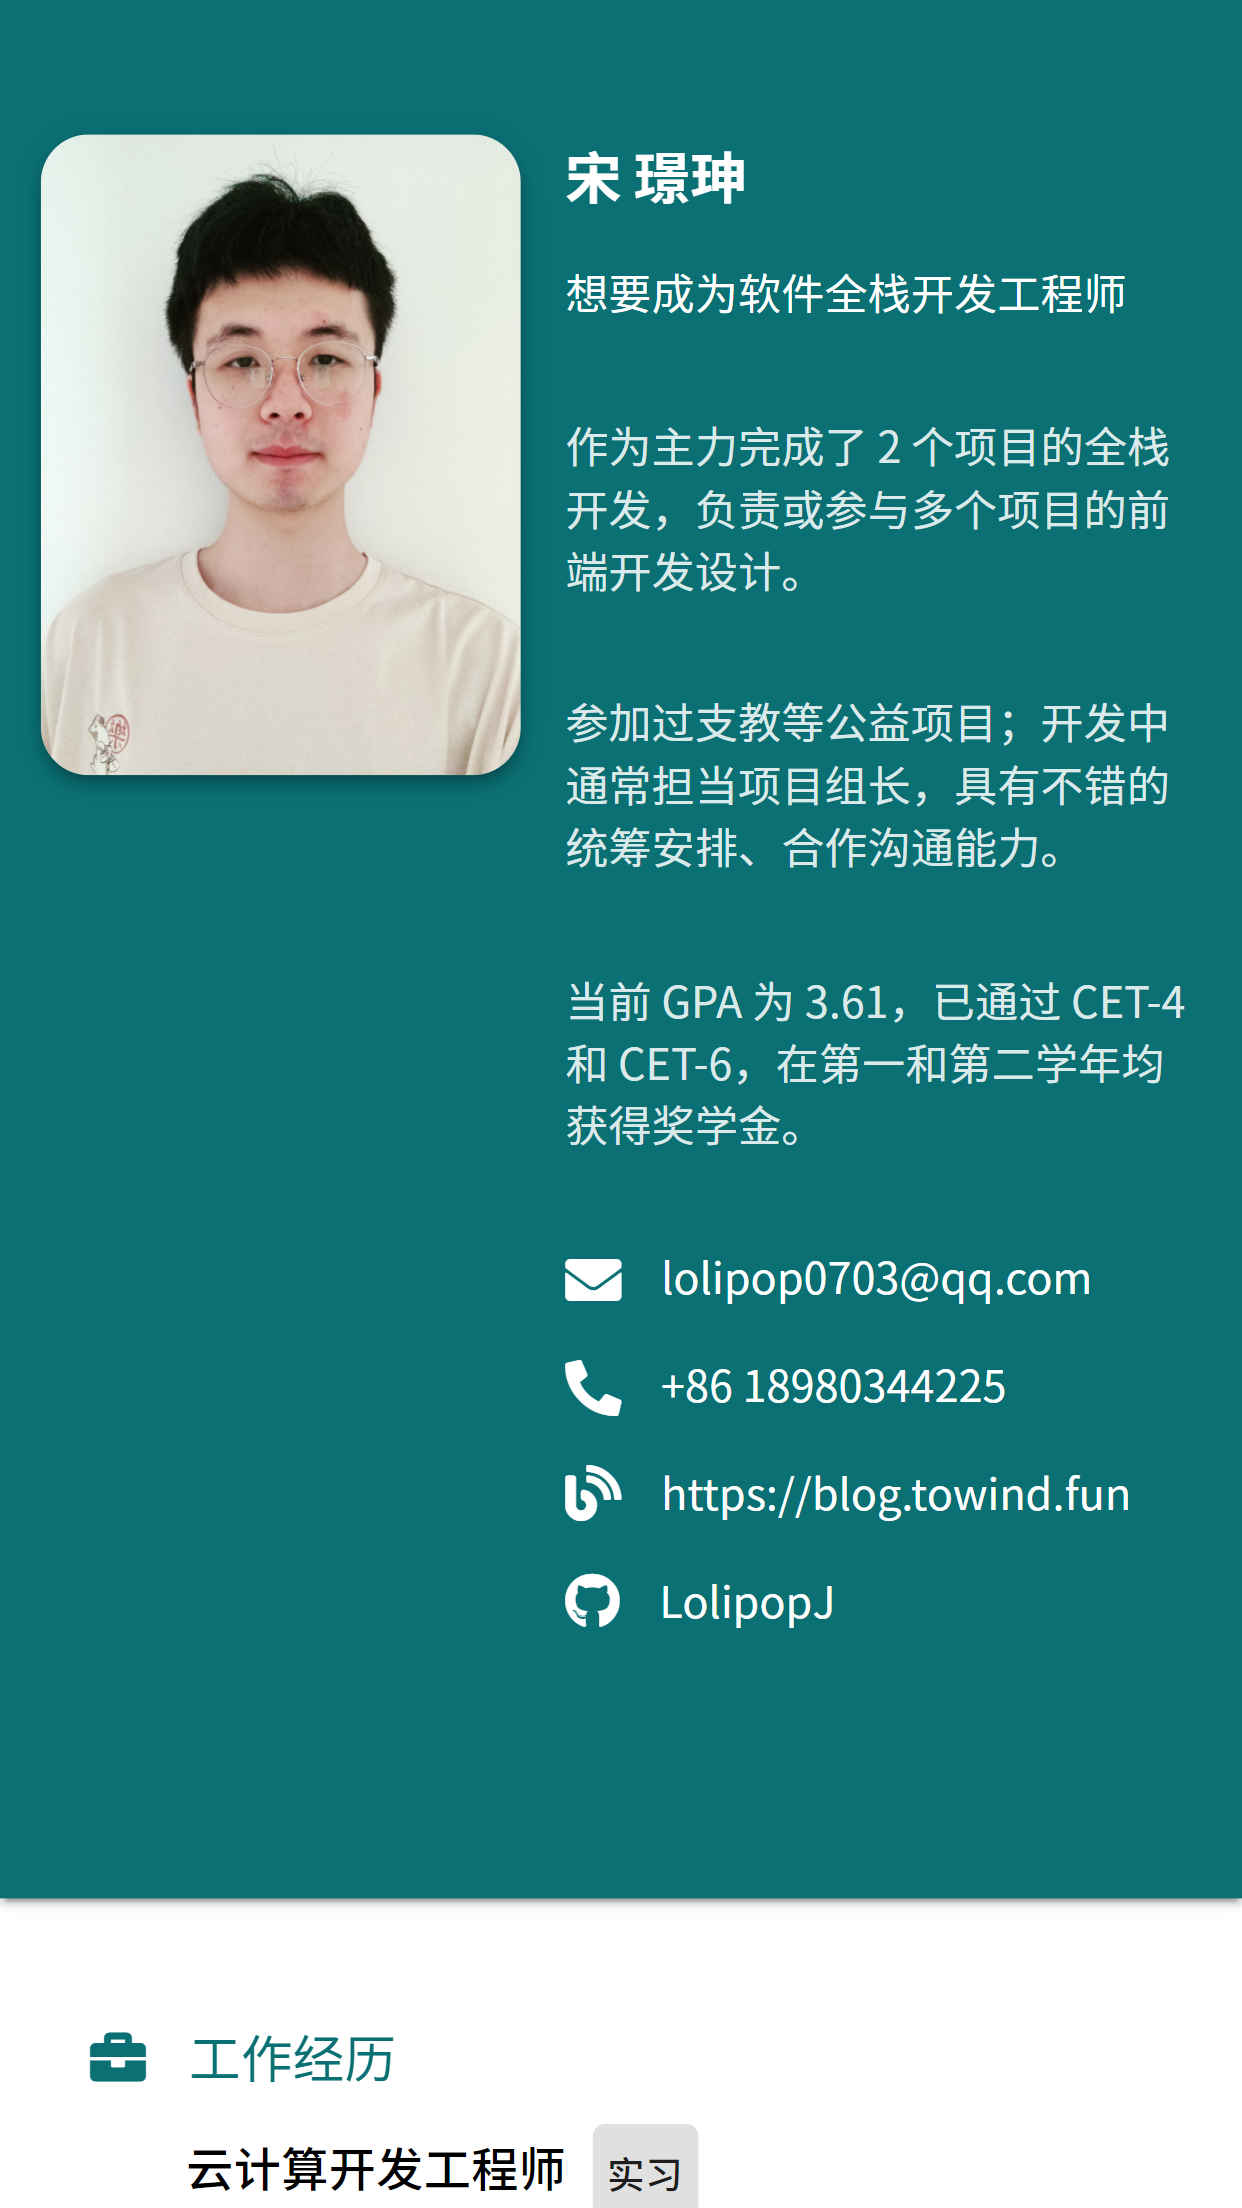 宋 璟珅
想要成为软件全栈开发工程师
作为主力完成了 2 个项目的全栈
开发，负责或参与多个项目的前
端开发设计。
参加过支教等公益项目；开发中
通常担当项目组长，具有不错的
统筹安排、合作沟通能力。
当前 GPA 为 3.61，已通过 CET-4
和 CET-6，在第一和第二学年均
获得奖学金。
lolipop0703@qq.com
+86 18980344225
https://blog.towind.fun
LolipopJ
工作经历
云计算开发工程师 实习